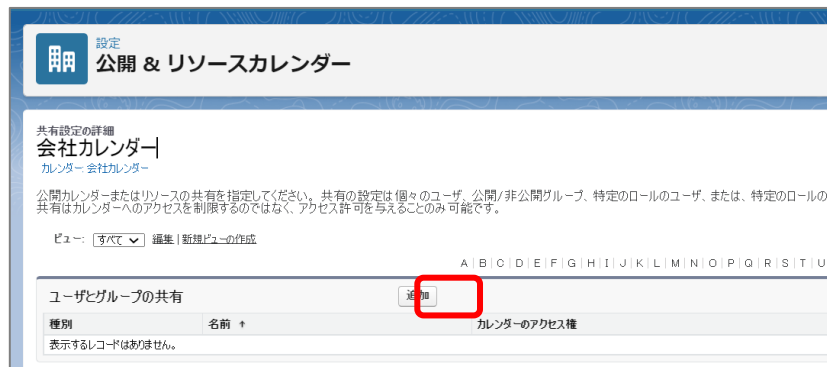 設定
公開 & リソースカレンダー
共有設定の詳細
会社カレンダー
カレンダー: 会社カレンダー
公開カレンダーまたはリソースの共有を指定してください。共有の設定は個々のユーザ、公開/非公開グループ、特定のロールのユーザ、または、特定のロールの
共有はカレンダーへのアクセスを制限するのではなく、アクセス許可を与えることのみ可能です。
ビュー: すべて 編集 | 新規ビューの作成
A | B | C | D | E | F | G | H | I | J | K | L | M | N | O | P | Q | R | S | T | U
ユーザとグループの共有 追加
種別 名前 ↑ カレンダーのアクセス権
表示するレコードはありません。